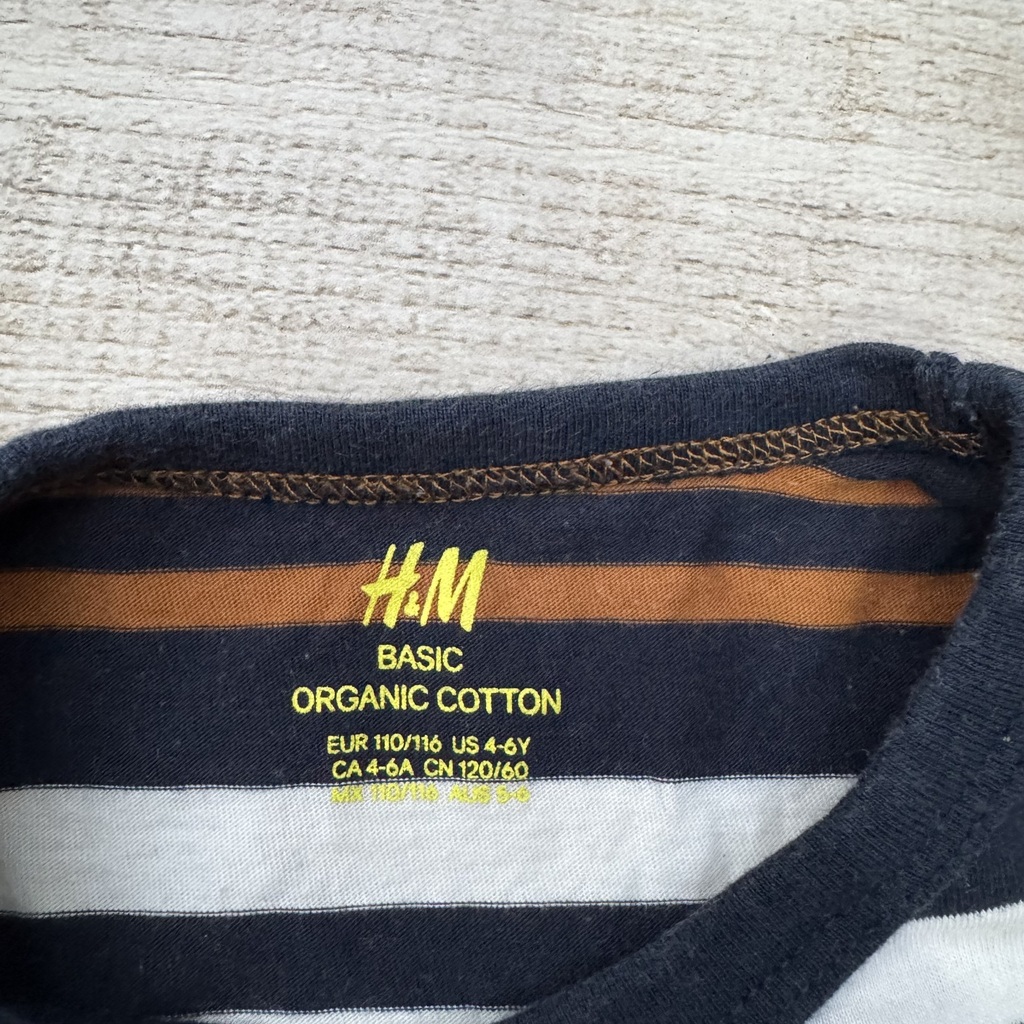 H&M
BASIC
ORGANIC COTTON
EUR 110/116 US 4-6Y
CA 4-6A CN 120/60
MX 110/116 AUS 5-6